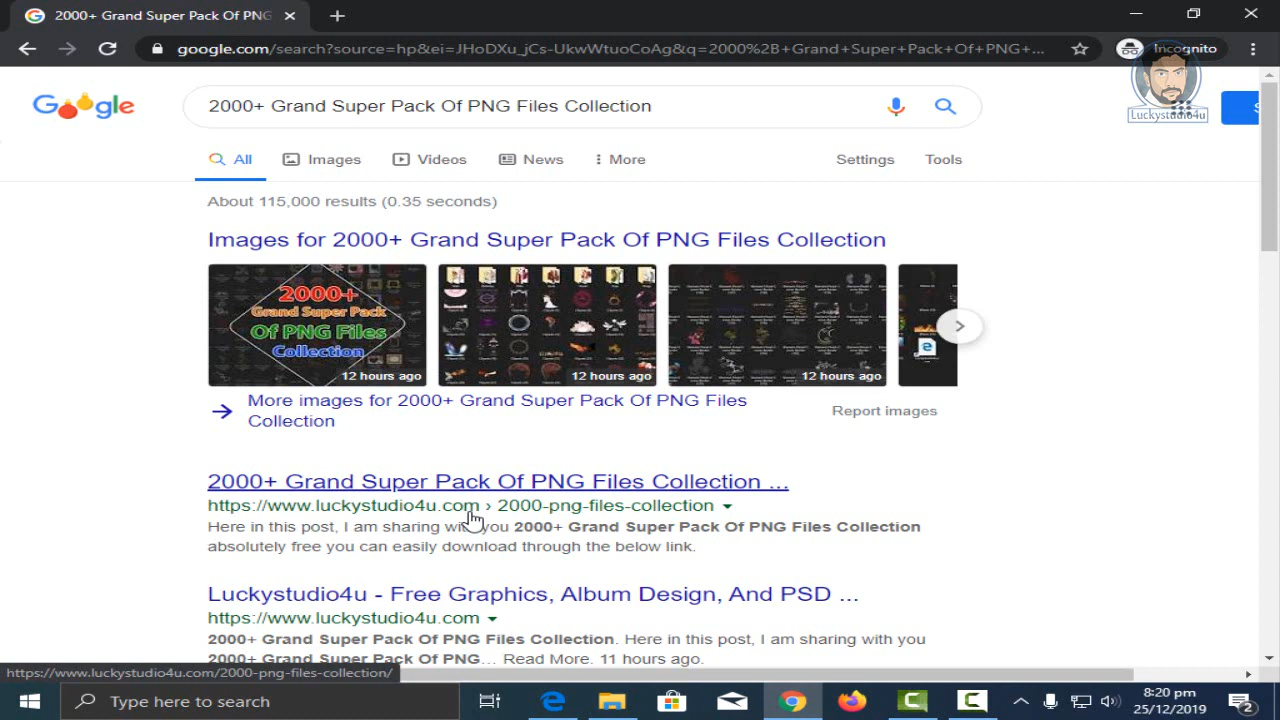 2000+ Grand Super Pack Of PNG
google.com/search?source=hp&ei=JHoDXu_jCs-UkwWtuoCoAg&q=2000%2B+Grand+Super+Pack+Of+PNG+...
Incognito
Google
2000+ Grand Super Pack Of PNG Files Collection
Luckystudio4u
All
Images
Videos
News
More
Settings
Tools
About 115,000 results (0.35 seconds)
Images for 2000+ Grand Super Pack Of PNG Files Collection
2000+
Grand Super Pack
Of PNG Files
Collection
12 hours ago
12 hours ago
12 hours ago
More images for 2000+ Grand Super Pack Of PNG Files
Collection
Report images
2000+ Grand Super Pack Of PNG Files Collection ...
https://www.luckystudio4u.com › 2000-png-files-collection
Here in this post, I am sharing with you 2000+ Grand Super Pack Of PNG Files Collection
absolutely free you can easily download through the below link.
Luckystudio4u - Free Graphics, Album Design, And PSD ...
https://www.luckystudio4u.com
2000+ Grand Super Pack Of PNG Files Collection. Here in this post, I am sharing with you
2000+ Grand Super Pack Of PNG... Read More. 11 hours ago.
https://www.luckystudio4u.com/2000-png-files-collection/
Type here to search
8:20 pm
25/12/2019
2